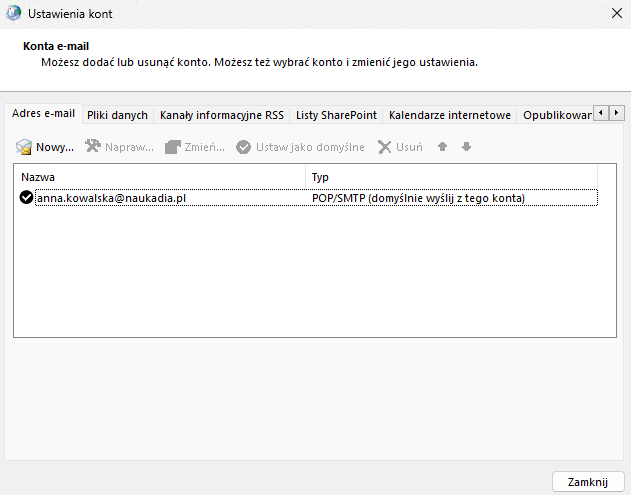 Ustawienia kont
Konta e-mail
Możesz dodać lub usunąć konto. Możesz też wybrać konto i zmienić jego ustawienia.
Adres e-mail Pliki danych Kanały informacyjne RSS Listy SharePoint Kalendarze internetowe Opublikowan
Nowy... Napraw... Zmień... Ustaw jako domyślne Usuń
Nazwa Typ
anna.kowalska@naukadia.pl POP/SMTP (domyślnie wyślij z tego konta)
Zamknij